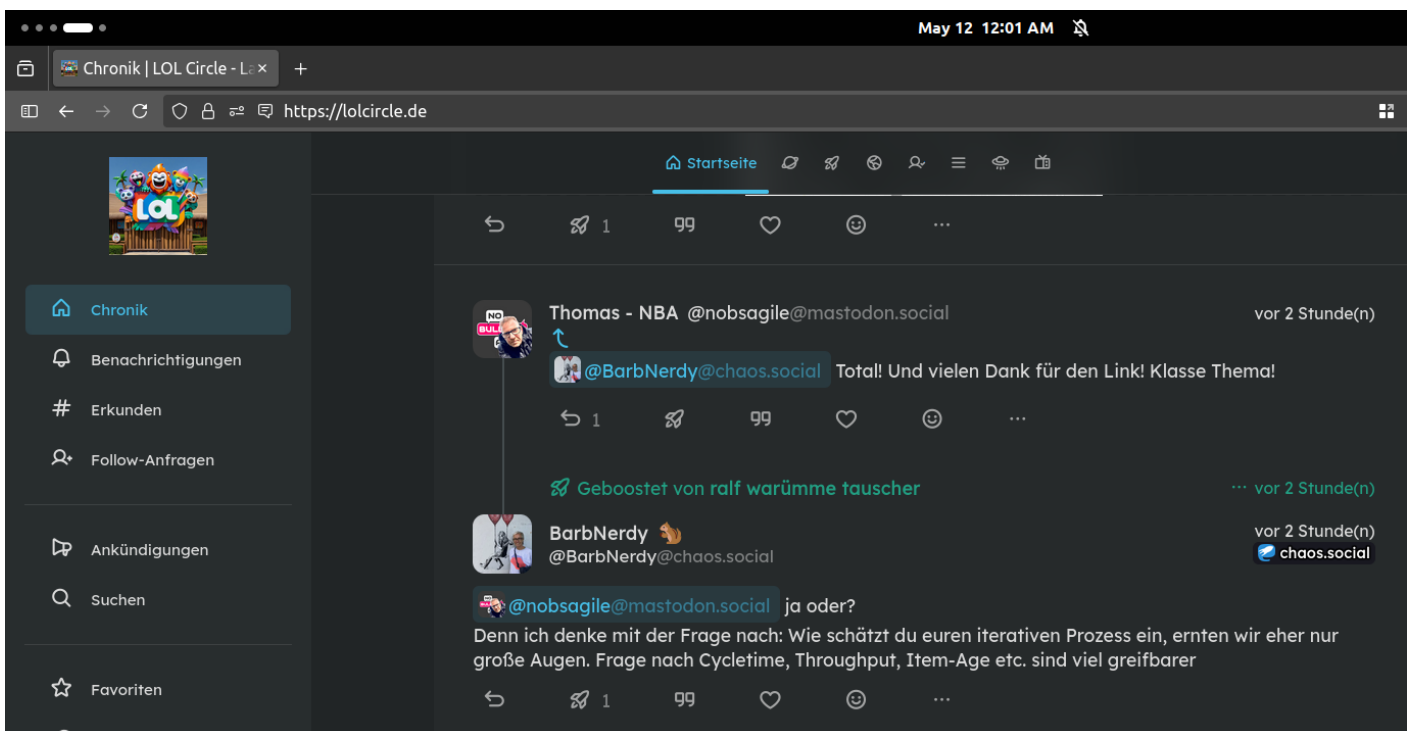 May 12 12:01 AM
Chronik | LOL Circle - La
https://lolcircle.de
LOL
Startseite
1
Chronik
Benachrichtigungen
Erkunden
Follow-Anfragen
Ankündigungen
Suchen
Favoriten
NO
Thomas - NBA @nobsagile@mastodon.social vor 2 Stunde(n)
@BarbNerdy@chaos.social Total! Und vielen Dank für den Link! Klasse Thema!
1
Geboostet von ralf warümme tauscher ··· vor 2 Stunde(n)
BarbNerdy 🐿️ vor 2 Stunde(n)
@BarbNerdy@chaos.social chaos.social
@nobsagile@mastodon.social ja oder?
Denn ich denke mit der Frage nach: Wie schätzt du euren iterativen Prozess ein, ernten wir eher nur
große Augen. Frage nach Cycletime, Throughput, Item-Age etc. sind viel greifbarer
1